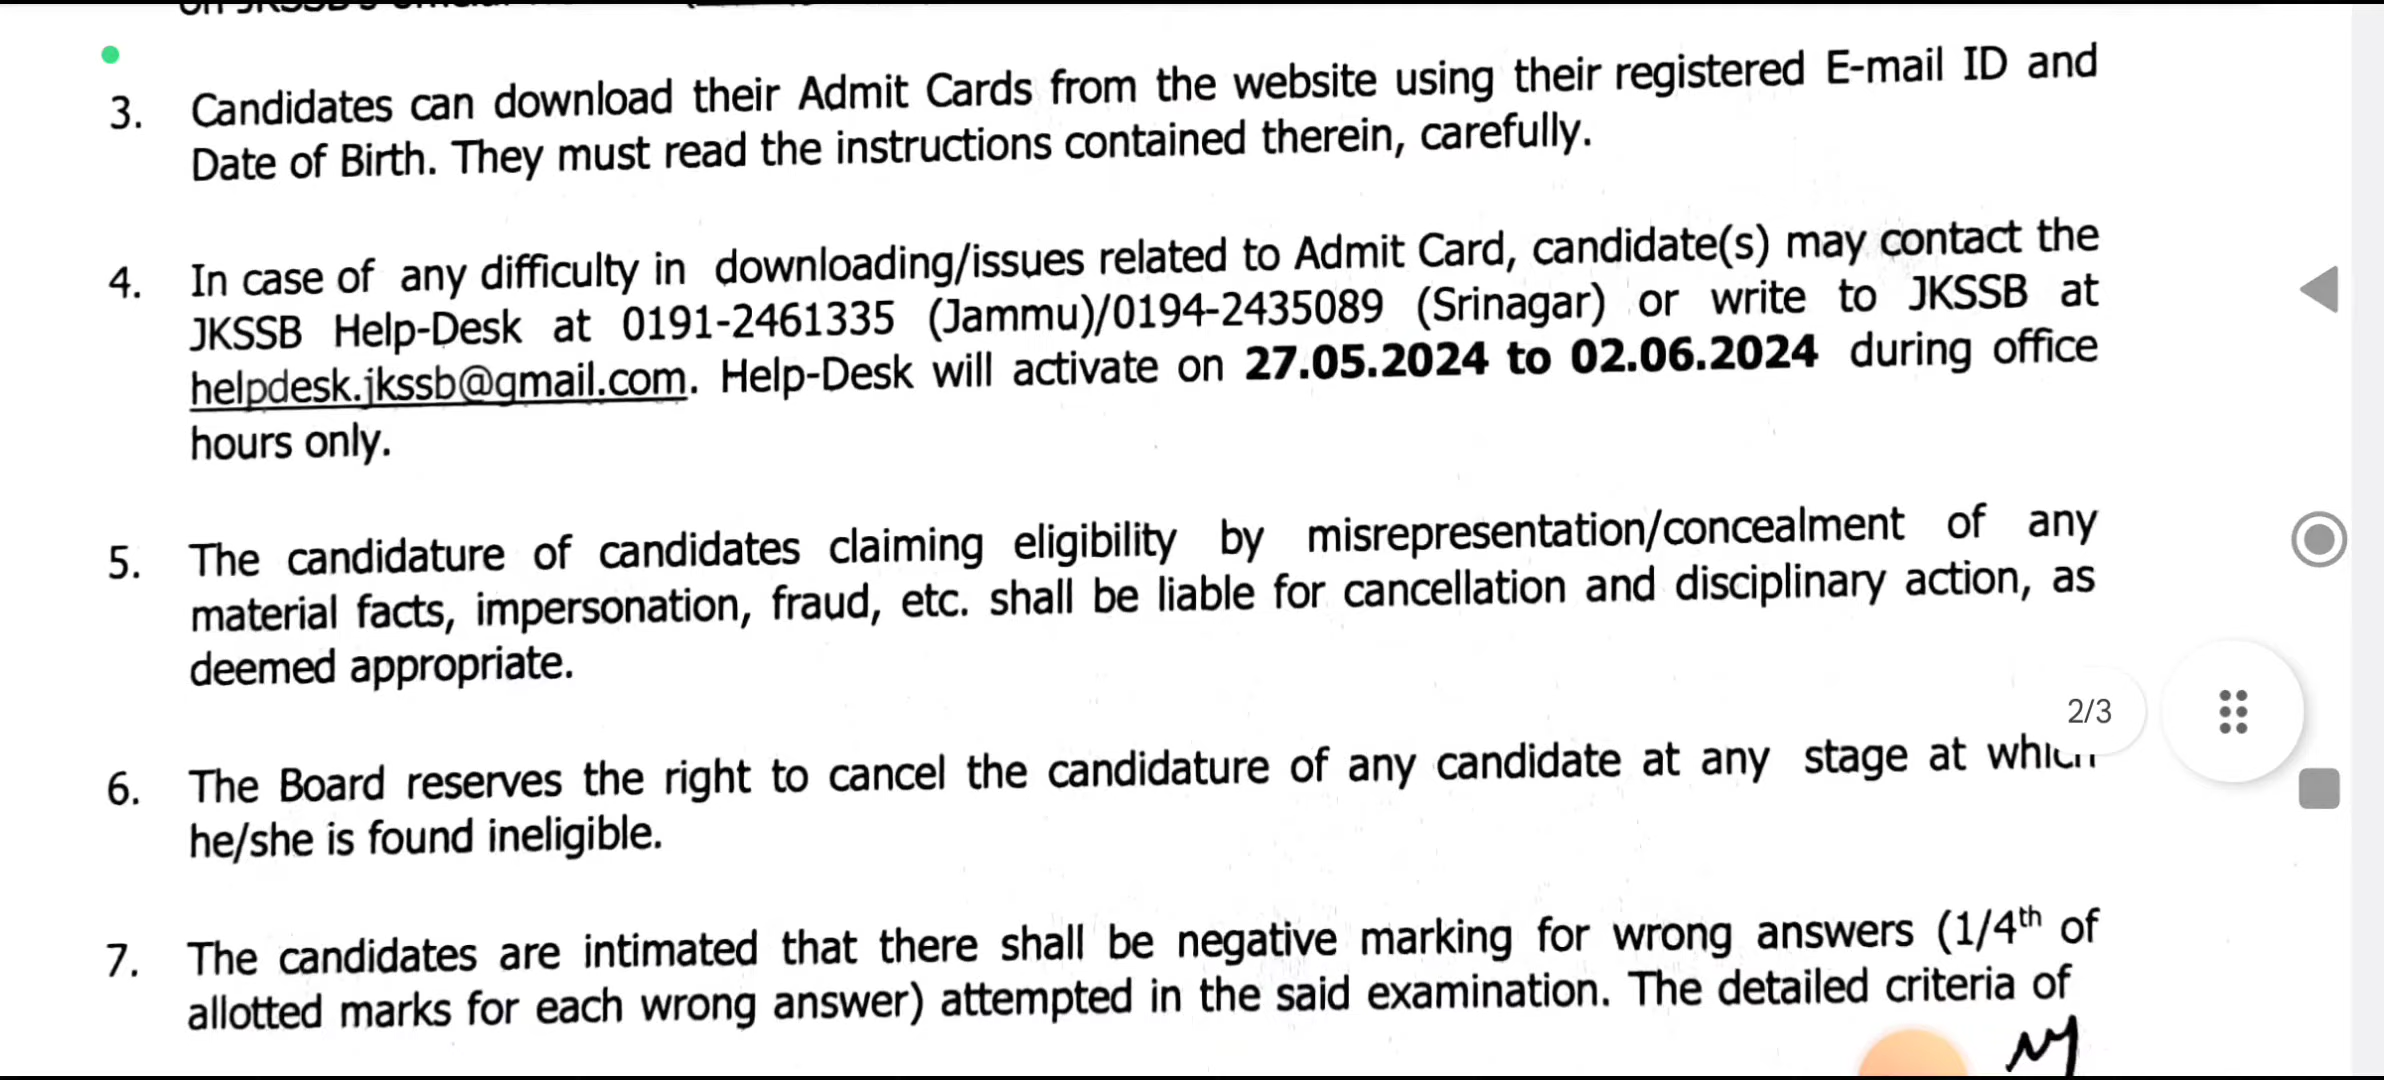 3. Candidates can download their Admit Cards from the website using their registered E-mail ID and
Date of Birth. They must read the instructions contained therein, carefully.
4. In case of any difficulty in downloading/issues related to Admit Card, candidate(s) may contact the
JKSSB Help-Desk at 0191-2461335 (Jammu)/0194-2435089 (Srinagar) or write to JKSSB at
helpdesk.jkssb@gmail.com. Help-Desk will activate on 27.05.2024 to 02.06.2024 during office
hours only.
5. The candidature of candidates claiming eligibility by misrepresentation/concealment of any
material facts, impersonation, fraud, etc. shall be liable for cancellation and disciplinary action, as
deemed appropriate.
2/3
6. The Board reserves the right to cancel the candidature of any candidate at any stage at which
he/she is found ineligible.
7. The candidates are intimated that there shall be negative marking for wrong answers (1/4th of
allotted marks for each wrong answer) attempted in the said examination. The detailed criteria of